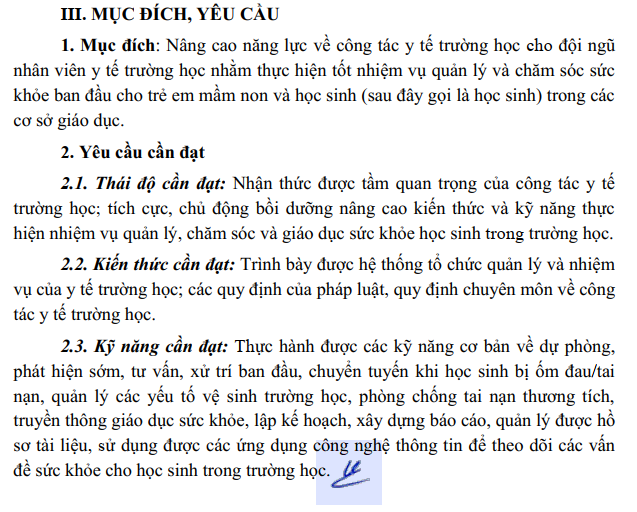 III. MỤC ĐÍCH, YÊU CẦU
1. Mục đích: Nâng cao năng lực về công tác y tế trường học cho đội ngũ
nhân viên y tế trường học nhằm thực hiện tốt nhiệm vụ quản lý và chăm sóc sức
khỏe ban đầu cho trẻ em mầm non và học sinh (sau đây gọi là học sinh) trong các
cơ sở giáo dục.
2. Yêu cầu cần đạt
2.1. Thái độ cần đạt: Nhận thức được tầm quan trọng của công tác y tế
trường học; tích cực, chủ động bồi dưỡng nâng cao kiến thức và kỹ năng thực
hiện nhiệm vụ quản lý, chăm sóc và giáo dục sức khỏe học sinh trong trường học.
2.2. Kiến thức cần đạt: Trình bày được hệ thống tổ chức quản lý và nhiệm
vụ của y tế trường học; các quy định của pháp luật, quy định chuyên môn về công
tác y tế trường học.
2.3. Kỹ năng cần đạt: Thực hành được các kỹ năng cơ bản về dự phòng,
phát hiện sớm, tư vấn, xử trí ban đầu, chuyển tuyến khi học sinh bị ốm đau/tai
nạn, quản lý các yếu tố vệ sinh trường học, phòng chống tai nạn thương tích,
truyền thông giáo dục sức khỏe, lập kế hoạch, xây dựng báo cáo, quản lý được hồ
sơ tài liệu, sử dụng được các ứng dụng công nghệ thông tin để theo dõi các vấn
đề sức khỏe cho học sinh trong trường học.